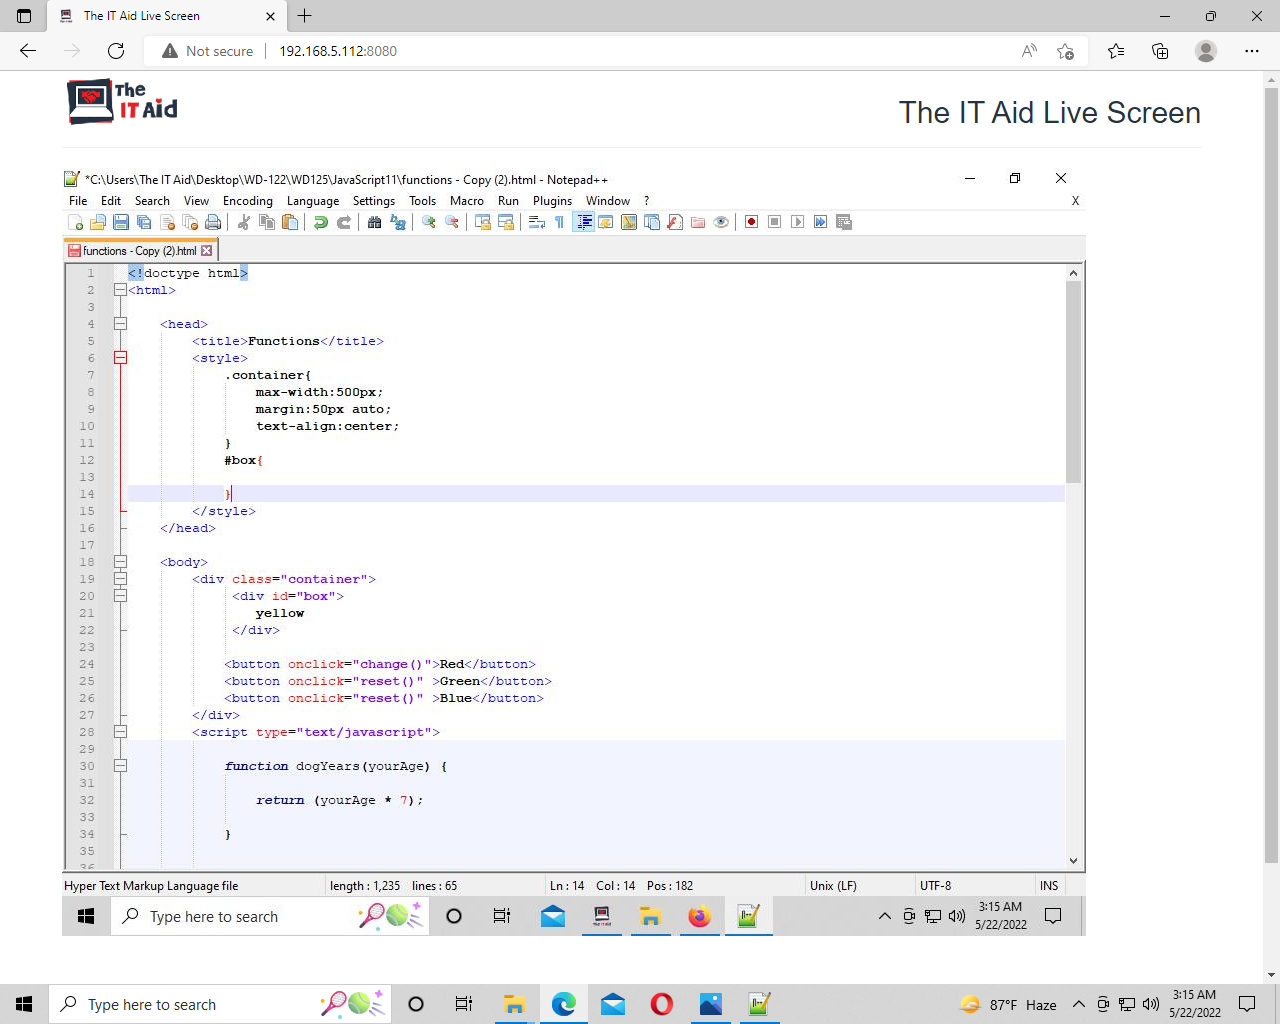 The IT Aid Live Screen
Not secure
192.168.5.112:8080
The
IT Aid
The IT Aid Live Screen
*C:\Users\The IT Aid\Desktop\WD-122\WD125\JavaScript11\functions - Copy (2).html - Notepad++
File Edit Search View Encoding Language Settings Tools Macro Run Plugins Window ? X
functions - Copy (2).html
1 <!doctype html>
2 <html>
3
4 <head>
5 <title>Functions</title>
6 <style>
7 .container{
8 max-width:500px;
9 margin:50px auto;
10 text-align:center;
11 }
12 #box{
13
14 }
15 </style>
16 </head>
17
18 <body>
19 <div class="container">
20 <div id="box">
21 yellow
22 </div>
23
24 <button onclick="change()">Red</button>
25 <button onclick="reset()" >Green</button>
26 <button onclick="reset()" >Blue</button>
27 </div>
28 <script type="text/javascript">
29
30 function dogYears(yourAge) {
31
32 return (yourAge * 7);
33
34 }
35
36
Hyper Text Markup Language file length : 1,235 lines : 65 Ln : 14 Col : 14 Pos : 182 Unix (LF) UTF-8 INS
Type here to search
3:15 AM
5/22/2022
Type here to search
87°F Haze
3:15 AM
5/22/2022